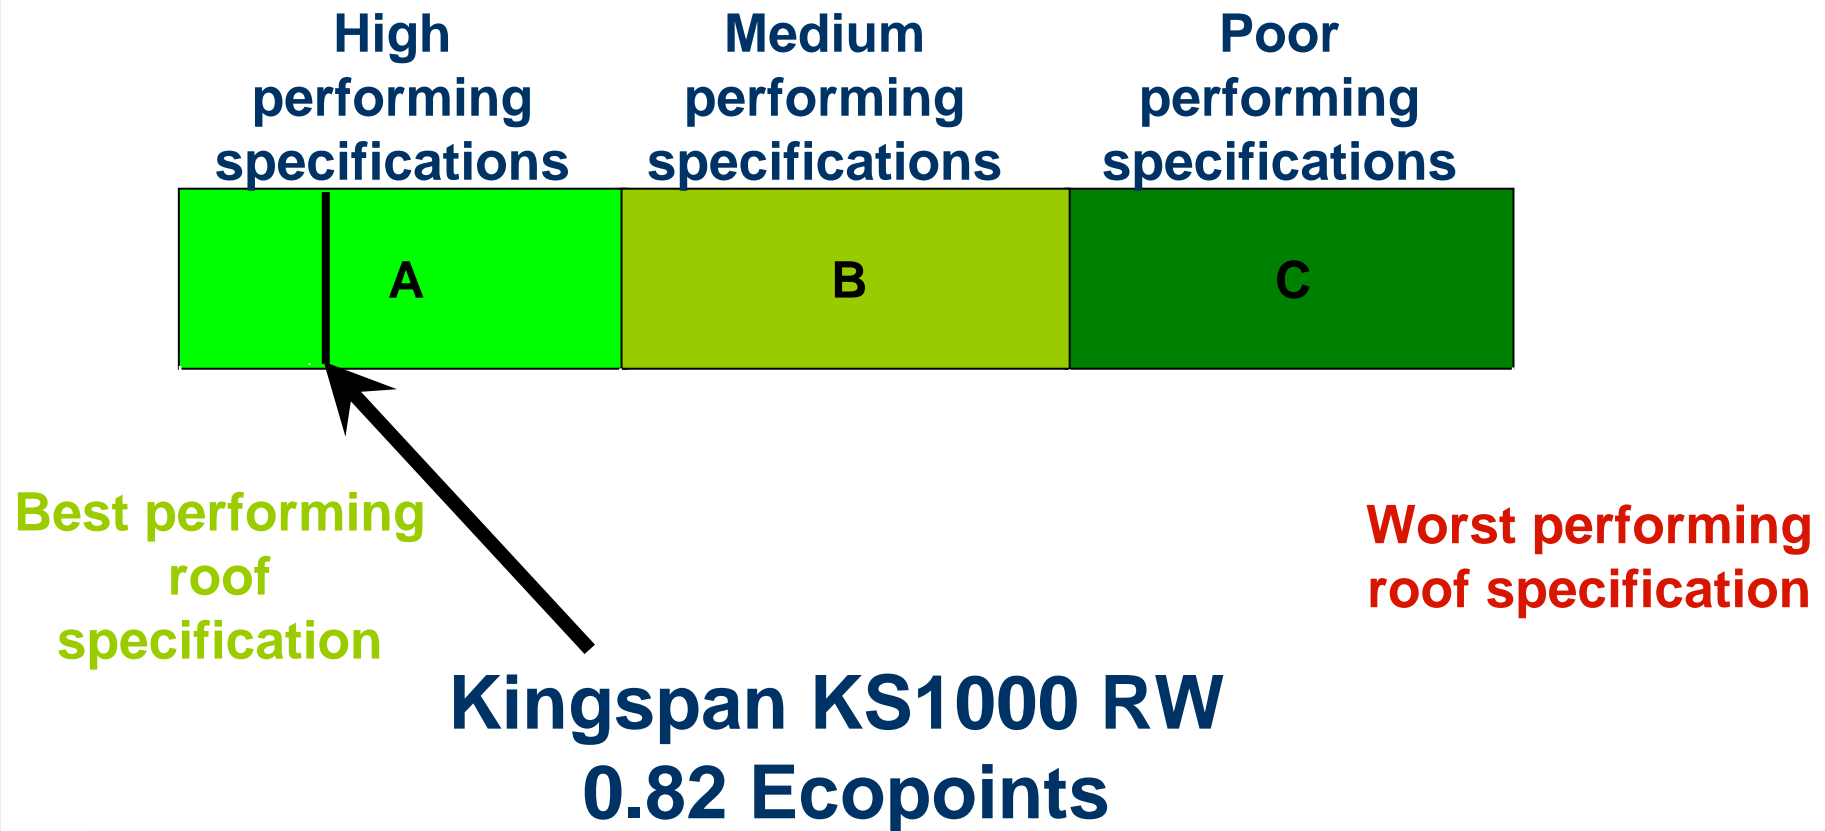 High
performing
specifications
Medium
performing
specifications
Poor
performing
specifications
A
B
C
Best performing
roof
specification
Worst performing
roof specification
Kingspan KS1000 RW
0.82 Ecopoints